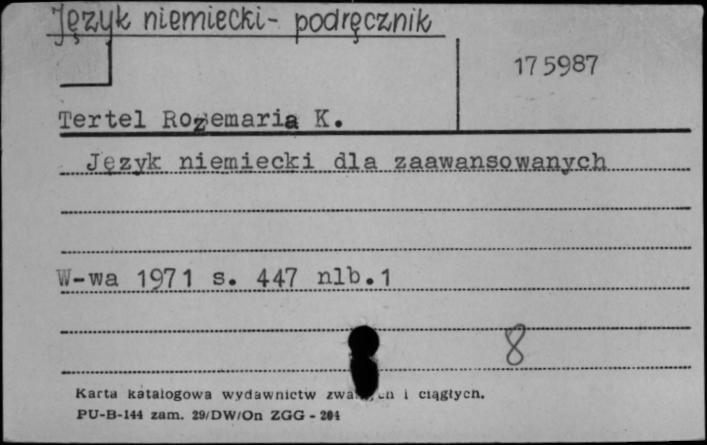 Język niemiecki - podręcznik
175987
Tertel Rozemaria K.
Język niemiecki dla zaawansowanych
W-wa 1971 s. 447 nlb.1
8
Karta katalogowa wydawnictw i ciągłych.
PU-B-144 zam. 29/DW/On ZGG - 204